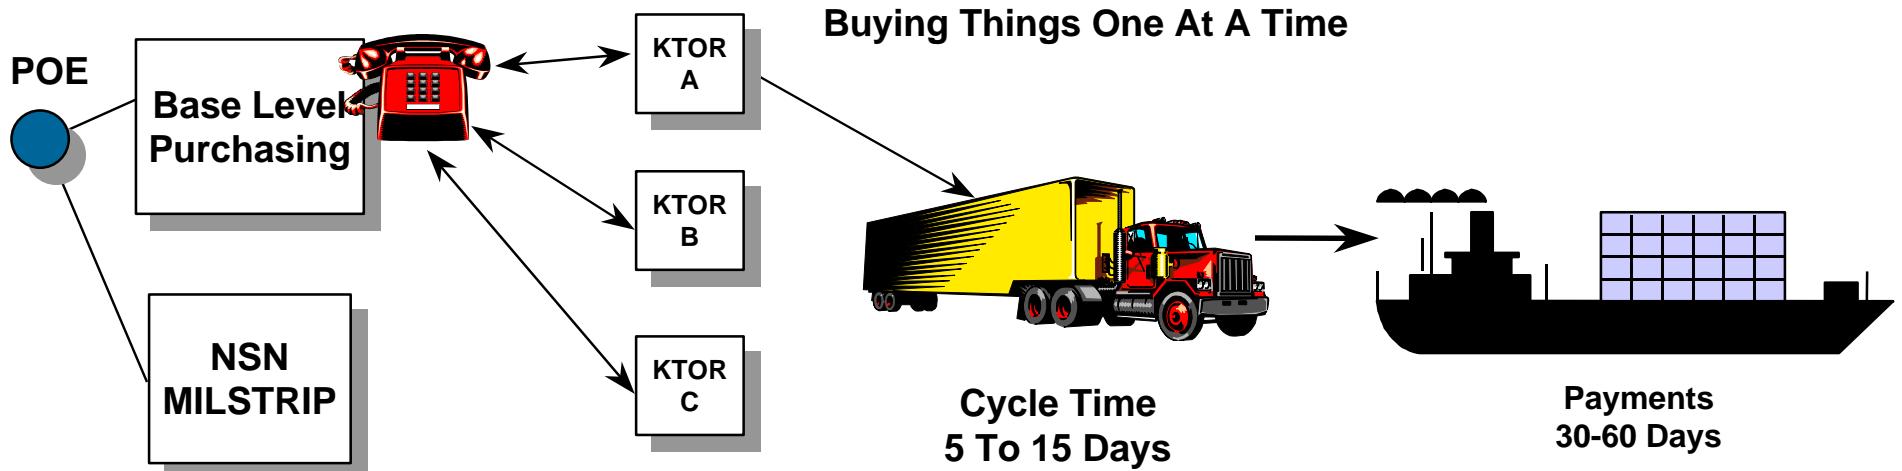 Buying Things One At A Time
POE
Base Level
Purchasing
NSN
MILSTRIP
KTOR
A
KTOR
B
KTOR
C
Cycle Time
5 To 15 Days
Payments
30-60 Days